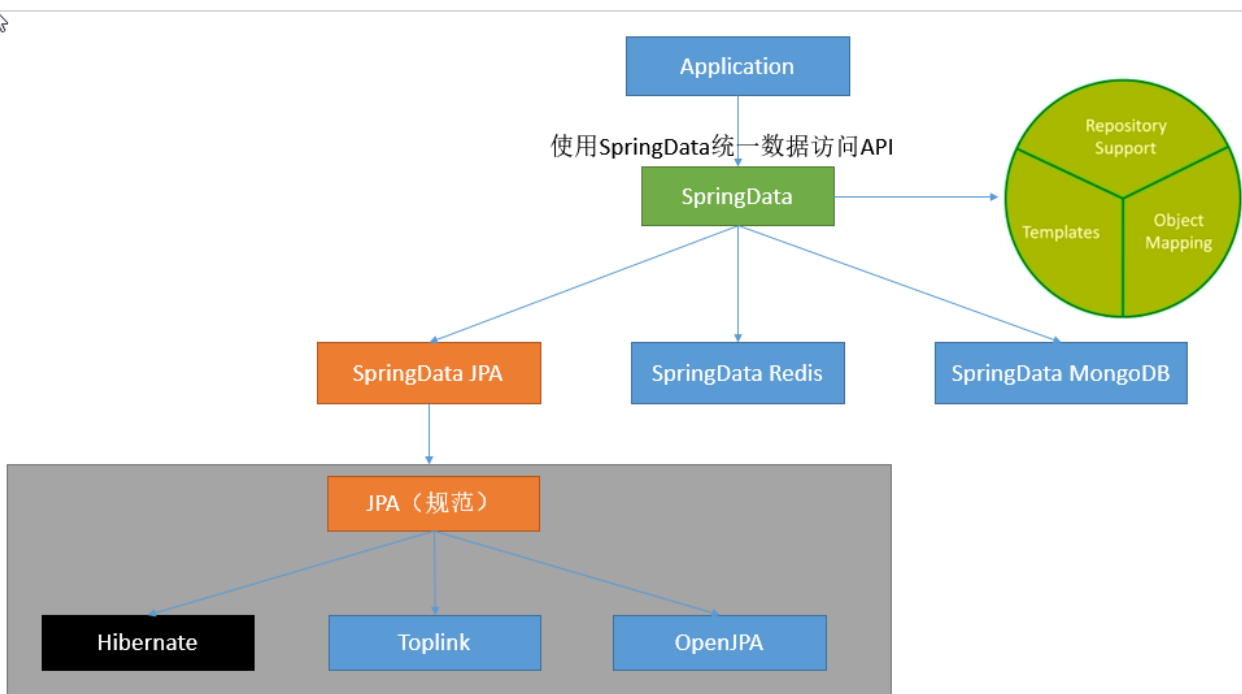 Application
使用SpringData统一数据访问API
Repository
Support
SpringData
Templates
Object
Mapping
SpringData JPA
SpringData Redis
SpringData MongoDB
JPA（规范）
Hibernate
Toplink
OpenJPA